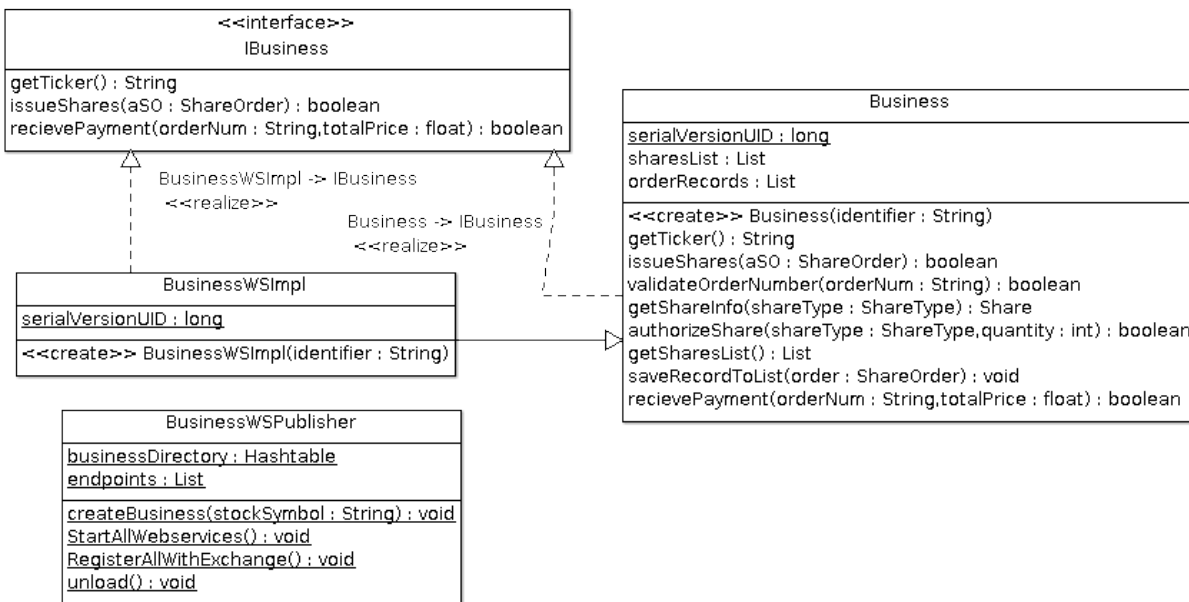 <<interface>>
IBusiness
getTicker() : String
issueShares(aSO : ShareOrder) : boolean
recievePayment(orderNum : String,totalPrice : float) : boolean
BusinessWSImpl -> IBusiness
<<realize>>
Business -> IBusiness
<<realize>>
BusinessWSImpl
serialVersionUID : long
<<create>> BusinessWSImpl(identifier : String)
Business
serialVersionUID : long
sharesList : List
orderRecords : List
<<create>> Business(identifier : String)
getTicker() : String
issueShares(aSO : ShareOrder) : boolean
validateOrderNumber(orderNum : String) : boolean
getShareInfo(shareType : ShareType) : Share
authorizeShare(shareType : ShareType,quantity : int) : boolean
getSharesList() : List
saveRecordToList(order : ShareOrder) : void
recievePayment(orderNum : String,totalPrice : float) : boolean
BusinessWSPublisher
businessDirectory : Hashtable
endpoints : List
createBusiness(stockSymbol : String) : void
StartAllWebservices() : void
RegisterAllWithExchange() : void
unload() : void